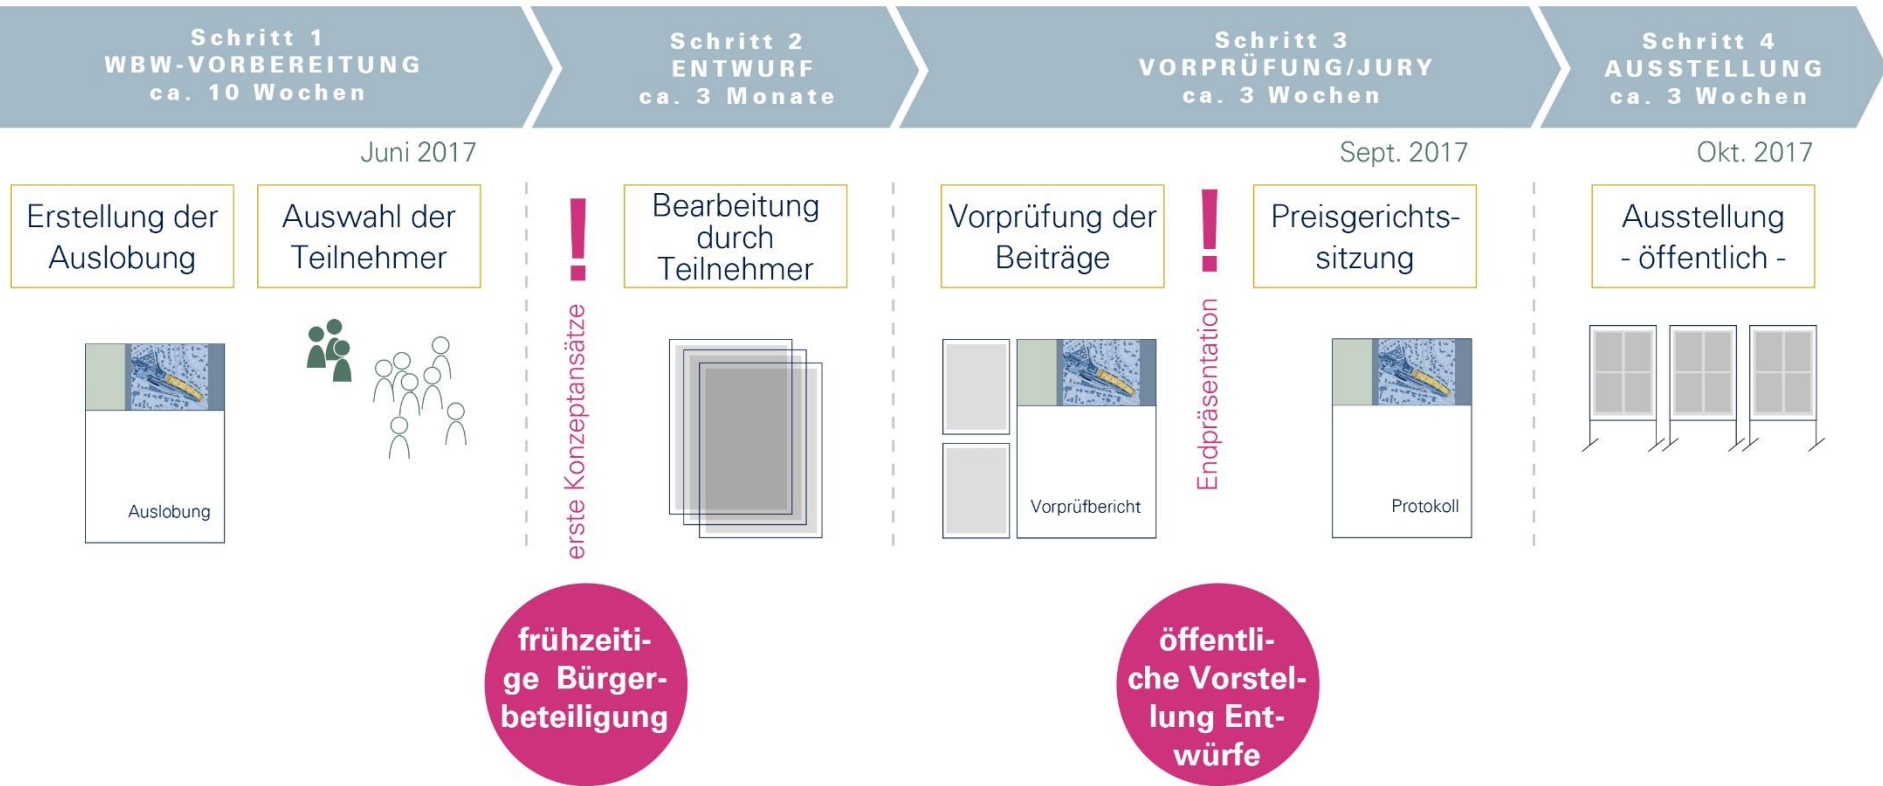 Schritt 1
WBW-VORBEREITUNG
ca. 10 Wochen
Schritt 2
ENTWURF
ca. 3 Monate
Schritt 3
VORPRÜFUNG/JURY
ca. 3 Wochen
Schritt 4
AUSSTELLUNG
ca. 3 Wochen
Juni 2017
Sept. 2017
Okt. 2017
Erstellung der
Auslobung
Auswahl der
Teilnehmer
!
Bearbeitung
durch
Teilnehmer
Vorprüfung der
Beiträge
!
Preisgerichts-
sitzung
Ausstellung
- öffentlich -
Auslobung
erste Konzeptansätze
Vorprüfbericht
Endpräsentation
Protokoll
frühzeiti-
ge Bürger-
beteiligung
öffentli-
che Vorstel-
lung Ent-
würfe